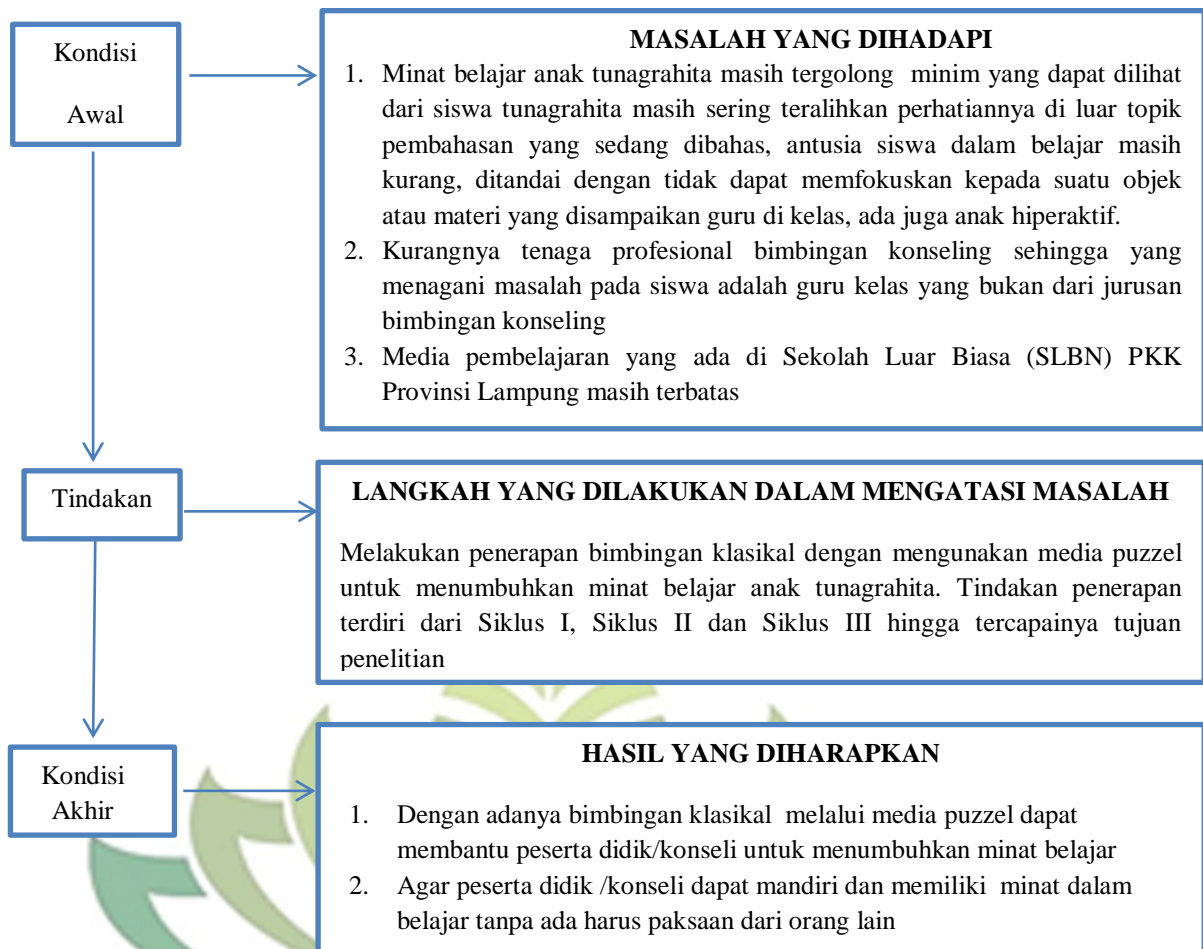 Kondisi
Awal
MASALAH YANG DIHADAPI
1. Minat belajar anak tunagrahita masih tergolong minim yang dapat dilihat
dari siswa tunagrahita masih sering teralihkan perhatiannya di luar topik
pembahasan yang sedang dibahas, antusia siswa dalam belajar masih
kurang, ditandai dengan tidak dapat memfokuskan kepada suatu objek
atau materi yang disampaikan guru di kelas, ada juga anak hiperaktif.
2. Kurangnya tenaga profesional bimbingan konseling sehingga yang
menagani masalah pada siswa adalah guru kelas yang bukan dari jurusan
bimbingan konseling
3. Media pembelajaran yang ada di Sekolah Luar Biasa (SLBN) PKK
Provinsi Lampung masih terbatas
Tindakan
LANGKAH YANG DILAKUKAN DALAM MENGATASI MASALAH
Melakukan penerapan bimbingan klasikal dengan mengunakan media puzzel
untuk menumbuhkan minat belajar anak tunagrahita. Tindakan penerapan
terdiri dari Siklus I, Siklus II dan Siklus III hingga tercapainya tujuan
penelitian
Kondisi
Akhir
HASIL YANG DIHARAPKAN
1. Dengan adanya bimbingan klasikal melalui media puzzel dapat
membantu peserta didik/konseli untuk menumbuhkan minat belajar
2. Agar peserta didik /konseli dapat mandiri dan memiliki minat dalam
belajar tanpa ada harus paksaan dari orang lain